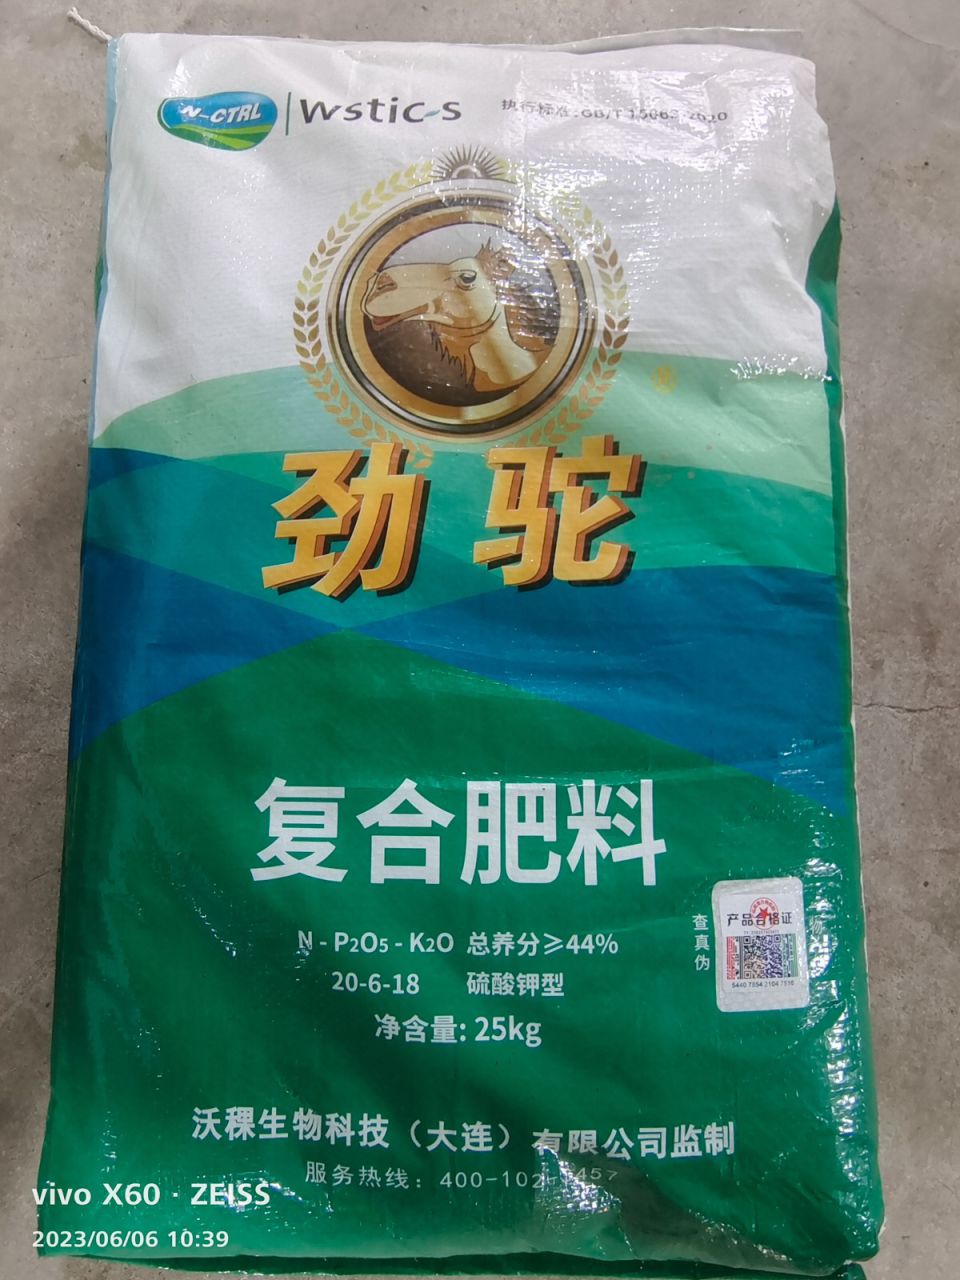 N-CTRL
wstic-s
执行标准:GB/T 15063-2020
劲驼
复合肥料
N - P2O5 - K2O 总养分≥44%
20-6-18 硫酸钾型
净含量: 25kg
查真伪
产品合格证
沃稞生物科技（大连）有限公司监制
服务热线：
vivo X60 · ZEISS
2023/06/06 10:39